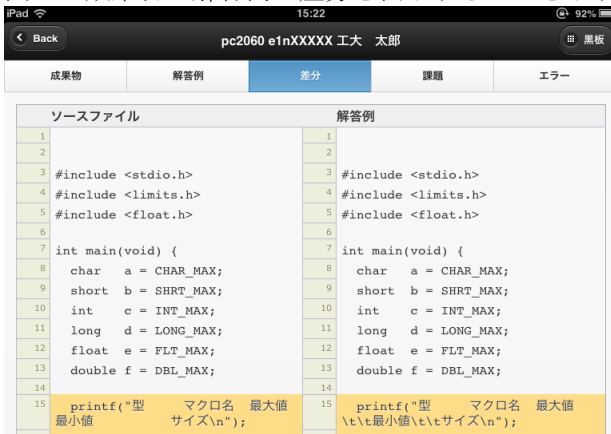 iPad 15:22 92%
Back pc2060 e1nXXXXX 工大 太郎 黒板
成果物 解答例 差分 課題 エラー
ソースファイル 解答例
1 1
2 2
3 #include <stdio.h> 3 #include <stdio.h>
4 #include <limits.h> 4 #include <limits.h>
5 #include <float.h> 5 #include <float.h>
6 6
7 int main(void) { 7 int main(void) {
8 char a = CHAR_MAX; 8 char a = CHAR_MAX;
9 short b = SHRT_MAX; 9 short b = SHRT_MAX;
10 int c = INT_MAX; 10 int c = INT_MAX;
11 long d = LONG_MAX; 11 long d = LONG_MAX;
12 float e = FLT_MAX; 12 float e = FLT_MAX;
13 double f = DBL_MAX; 13 double f = DBL_MAX;
14 14
15 printf("型 マクロ名 最大値 15 printf("型 マクロ名 最大値
最小値 サイズ\n"); \t\t最小値\t\tサイズ\n");